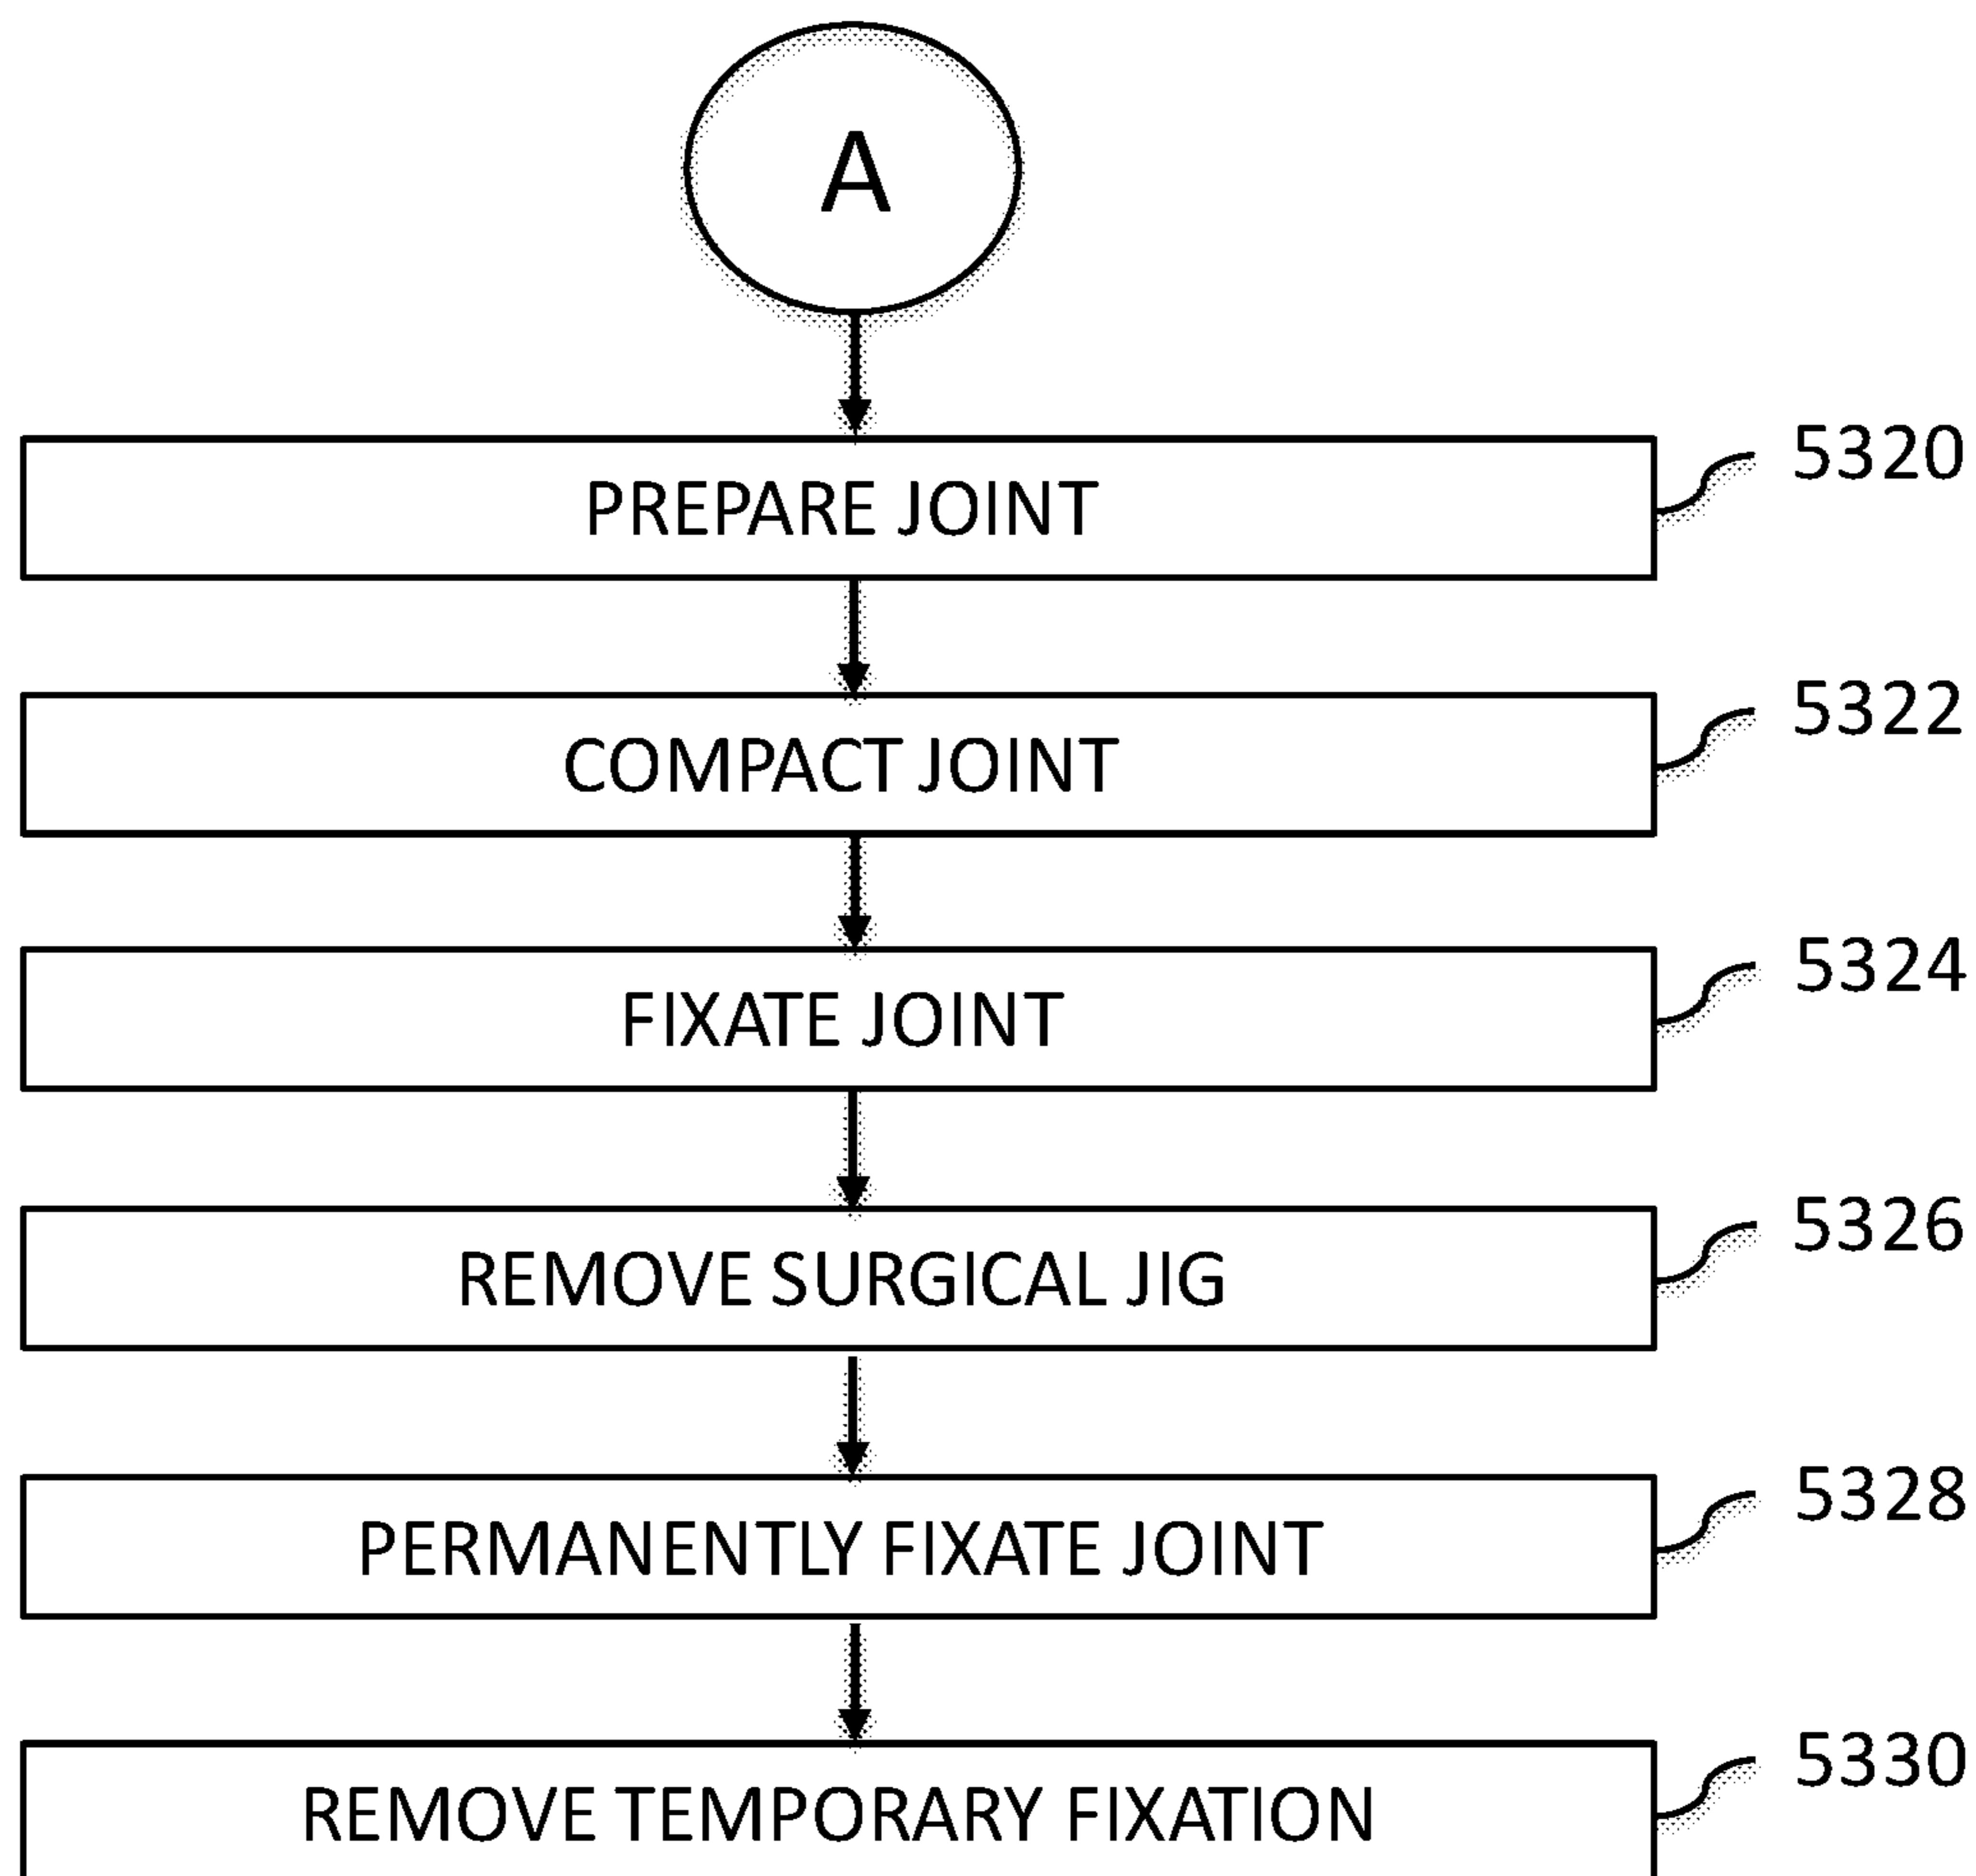 A
PREPARE JOINT 5320
COMPACT JOINT 5322
FIXATE JOINT 5324
REMOVE SURGICAL JIG 5326
PERMANENTLY FIXATE JOINT 5328
REMOVE TEMPORARY FIXATION 5330